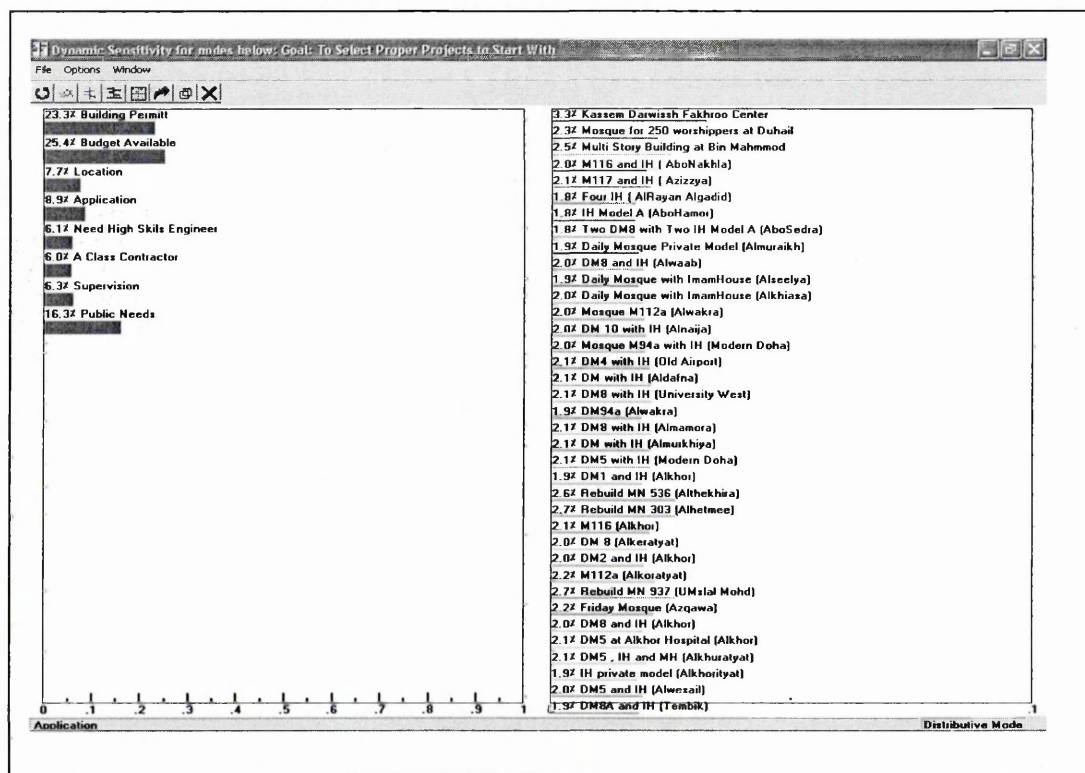 Dynamic Sensitivity for nodes below: Goal: To Select Proper Projects to Start With
File Options Window
23.3% Building Permitt
25.4% Budget Available
7.7% Location
8.9% Application
6.1% Need High Skils Engineer
6.0% A Class Contractor
6.3% Supervision
16.3% Public Needs
0 .1 .2 .3 .4 .5 .6 .7 .8 .9 1
3.3% Kassem Darwissh Fakhroo Center
2.3% Mosque for 250 worshippers at Duhail
2.5% Multi Story Building at Bin Mahmmod
2.0% M116 and IH ( AboNakhla)
2.1% M117 and IH ( Azizzya)
1.8% Four IH ( AlRayan Algadid)
1.8% IH Model A (AboHamor)
1.8% Two DM8 with Two IH Model A (AboSedra)
1.9% Daily Mosque Private Model (Almuraikh)
2.0% DM8 and IH (Alwaab)
1.9% Daily Mosque with ImamHouse (Alseelya)
2.0% Daily Mosque with ImamHouse (Alkhiasa)
2.0% Mosque M112a (Alwakra)
2.0% DM 10 with IH (Alnaija)
2.0% Mosque M94a with IH (Modern Doha)
2.1% DM4 with IH (Old Airport)
2.1% DM with IH (Aldafna)
2.1% DM8 with IH (University West)
1.9% DM94a (Alwakra)
2.1% DM8 with IH (Almamora)
2.1% DM with IH (Almurkhiya)
2.1% DM5 with IH (Modern Doha)
1.9% DM1 and IH (Alkhor)
2.6% Rebuild MN 536 (Althekhira)
2.7% Rebuild MN 303 (Alhetmee)
2.1% M116 (Alkhor)
2.0% DM 8 (Alkeratyat)
2.0% DM2 and IH (Alkhor)
2.2% M112a (Alkoratyat)
2.7% Rebuild MN 937 (UMslal Mohd)
2.2% Friday Mosque (Azqawa)
2.0% DM8 and IH (Alkhor)
2.1% DM5 at Alkhor Hospital (Alkhor)
2.1% DM5 , IH and MH (Alkhuratyat)
1.9% IH private model (Alkhorityat)
2.0% DM5 and IH (Alwesail)
1.9% DM8A and IH (Tembik)
0 .1
Application
Distributive Mode